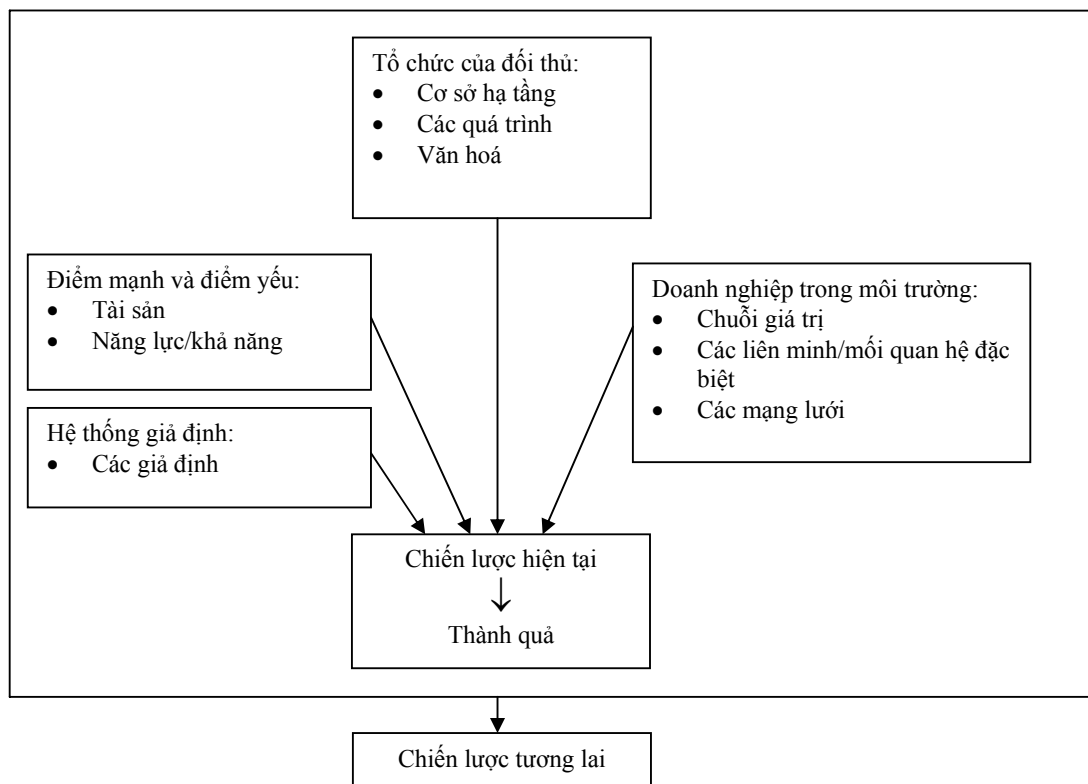 Tổ chức của đối thủ:
• Cơ sở hạ tầng
• Các quá trình
• Văn hoá
Điểm mạnh và điểm yếu:
• Tài sản
• Năng lực/khả năng
Doanh nghiệp trong môi trường:
• Chuỗi giá trị
• Các liên minh/mối quan hệ đặc
biệt
• Các mạng lưới
Hệ thống giả định:
• Các giả định
Chiến lược hiện tại
Thành quả
Chiến lược tương lai